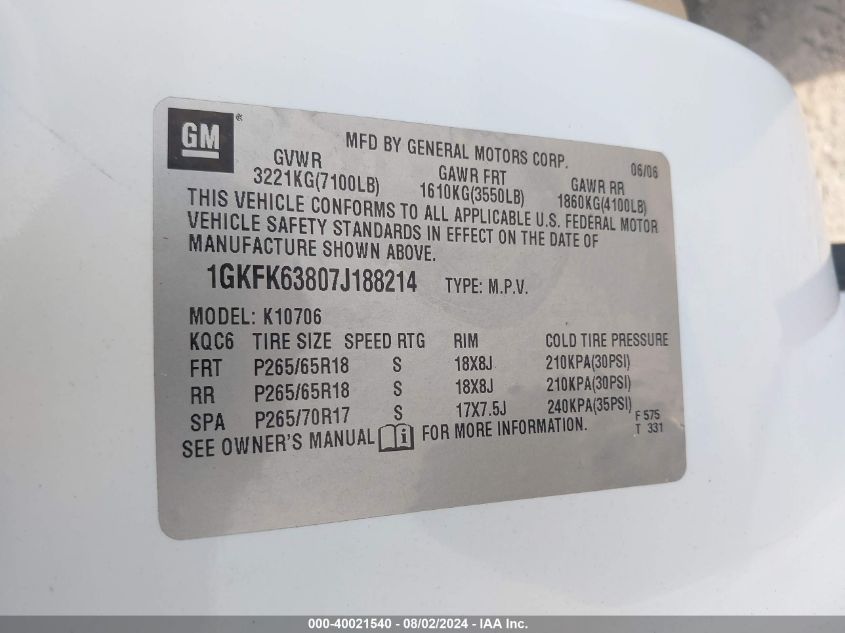 GM ® MFD BY GENERAL MOTORS CORP. 06/06
GVWR GAWR FRT GAWR RR
3221KG(7100LB) 1610KG(3550LB) 1860KG(4100LB)
THIS VEHICLE CONFORMS TO ALL APPLICABLE U.S. FEDERAL MOTOR
VEHICLE SAFETY STANDARDS IN EFFECT ON THE DATE OF
MANUFACTURE SHOWN ABOVE.
1GKFK63807J188214 TYPE: M.P.V.
MODEL: K10706
KQC6 TIRE SIZE SPEED RTG RIM COLD TIRE PRESSURE
FRT P265/65R18 S 18X8J 210KPA(30PSI)
RR P265/65R18 S 18X8J 210KPA(30PSI)
SPA P265/70R17 S 17X7.5J 240KPA(35PSI)
SEE OWNER'S MANUAL i FOR MORE INFORMATION.
F 575
T 331
000-40021540 - 08/02/2024 - IAA Inc.